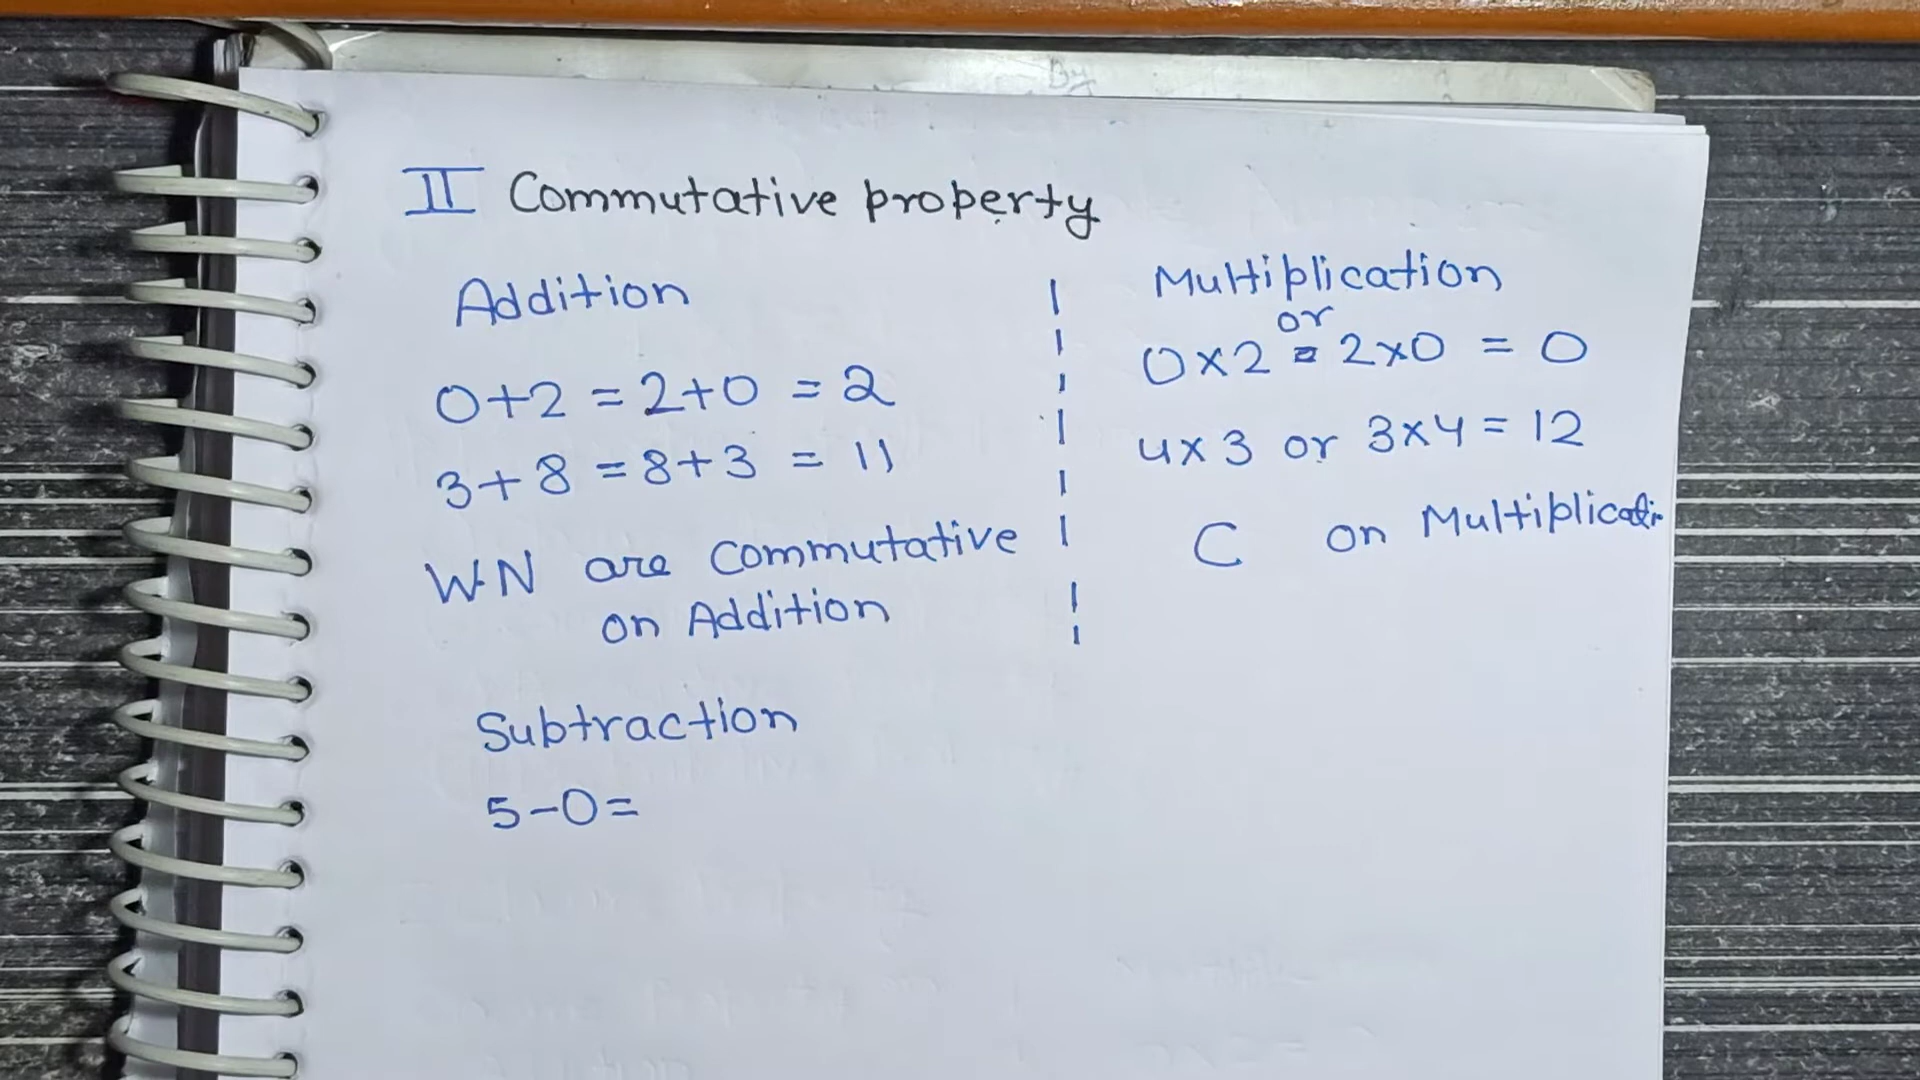 II Commutative property
Addition
0+2 = 2+0 = 2
3+8 = 8+3 = 11
W.N are Commutative
on Addition
Multiplication
or
0×2 = 2×0 = 0
4×3 or 3×4 = 12
C on Multiplicatin
Subtraction
5-0=